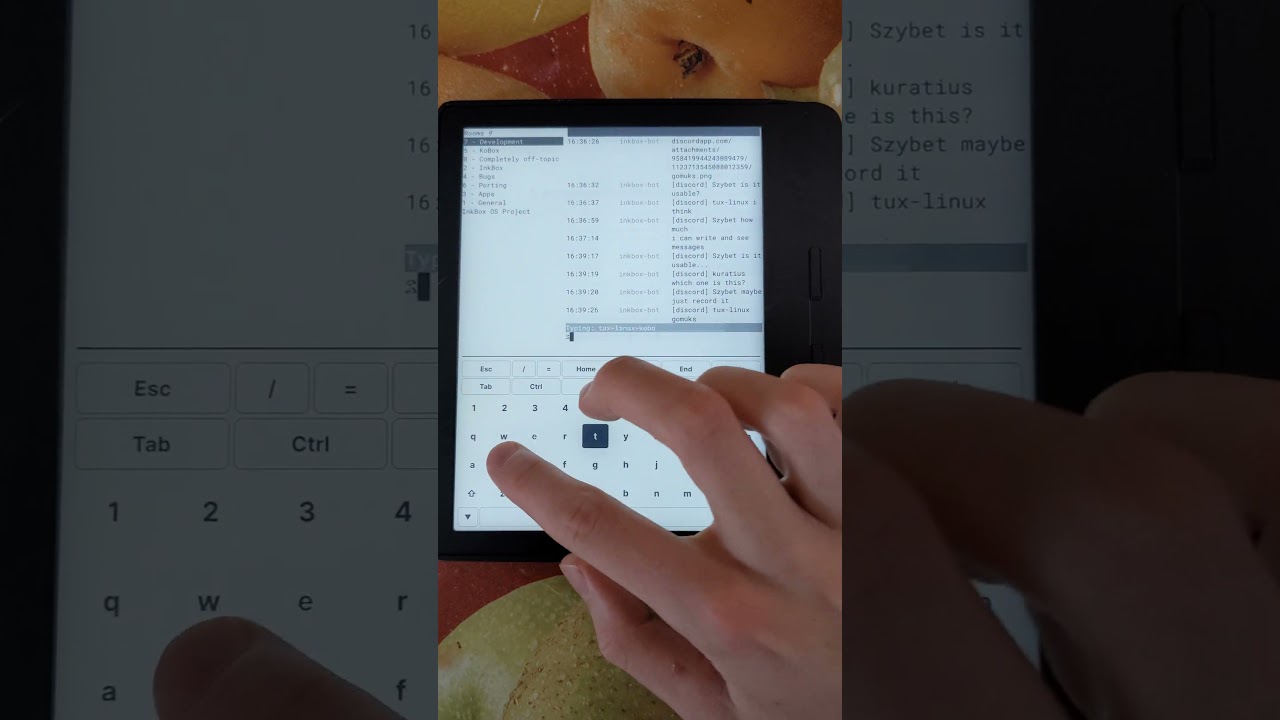 Rooms #
7 - Development
5 - KoBox
8 - Completely off-topic
2 - InkBox
4 - Bugs
6 - Porting
3 - Apps
1 - General
InkBox OS Project
16:36:26 inkbox-bot discordapp.com/
attachments/
958419944243089479/
1123713545088012359/
gomuks.png
16:36:32 inkbox-bot [discord] Szybet is it
usable?
16:36:37 inkbox-bot [discord] tux-linux i
think
16:36:59 inkbox-bot [discord] Szybet how
much
16:37:14 i can write and see
messages
16:39:17 inkbox-bot [discord] Szybet is it
usable...
16:39:19 inkbox-bot [discord] kuratius
which one is this?
16:39:20 inkbox-bot [discord] Szybet maybe
just record it
16:39:26 inkbox-bot [discord] tux-linux
gomuks
Typing: tux-linux-kobo
Esc / = Home End
Tab Ctrl
1 2 3 4
q w e r t y
a f g h j
b n m
16
] Szybet is it
16
] kuratius
e is this?
16
] Szybet maybe
ord it
16
] tux-linux
Typ
Esc / =
Tab Ctrl
1 2 3 4
q w e r
a f